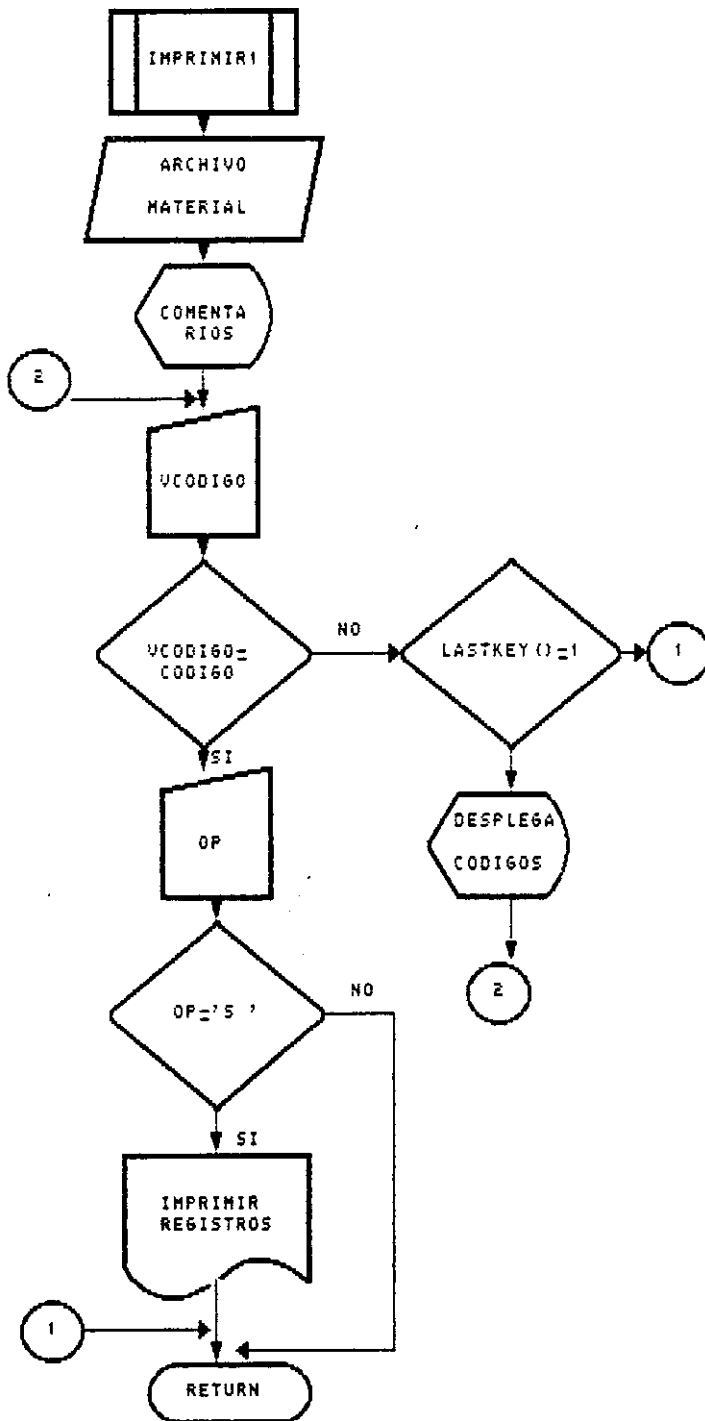 IMPRIMIR1
ARCHIVO
MATERIAL
COMENTA
RIOS
2
VCODIGO
VCODIGO=
CODIGO
NO
LASTKEY()=1
1
SI
OP
DESPLEGA
CODIGOS
2
OP='S '
NO
SI
IMPRIMIR
REGISTROS
1
RETURN